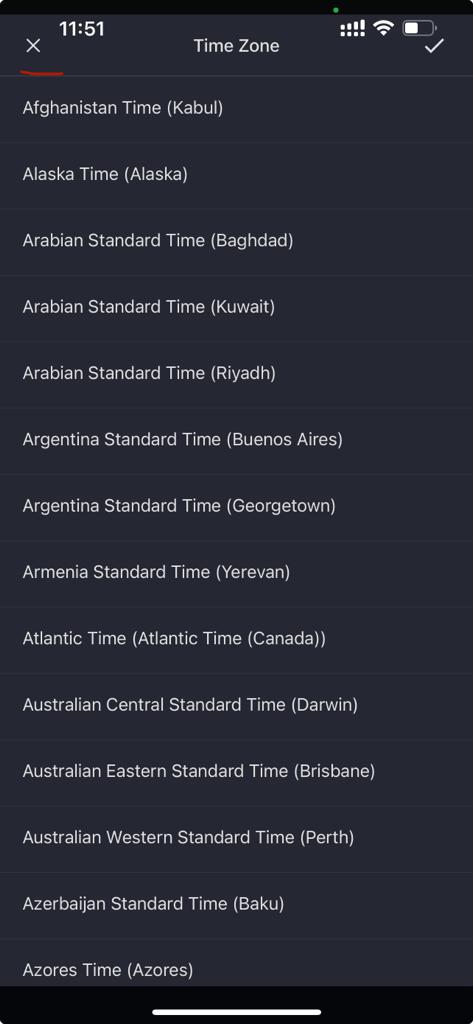 11:51
Time Zone
Afghanistan Time (Kabul)
Alaska Time (Alaska)
Arabian Standard Time (Baghdad)
Arabian Standard Time (Kuwait)
Arabian Standard Time (Riyadh)
Argentina Standard Time (Buenos Aires)
Argentina Standard Time (Georgetown)
Armenia Standard Time (Yerevan)
Atlantic Time (Atlantic Time (Canada))
Australian Central Standard Time (Darwin)
Australian Eastern Standard Time (Brisbane)
Australian Western Standard Time (Perth)
Azerbaijan Standard Time (Baku)
Azores Time (Azores)